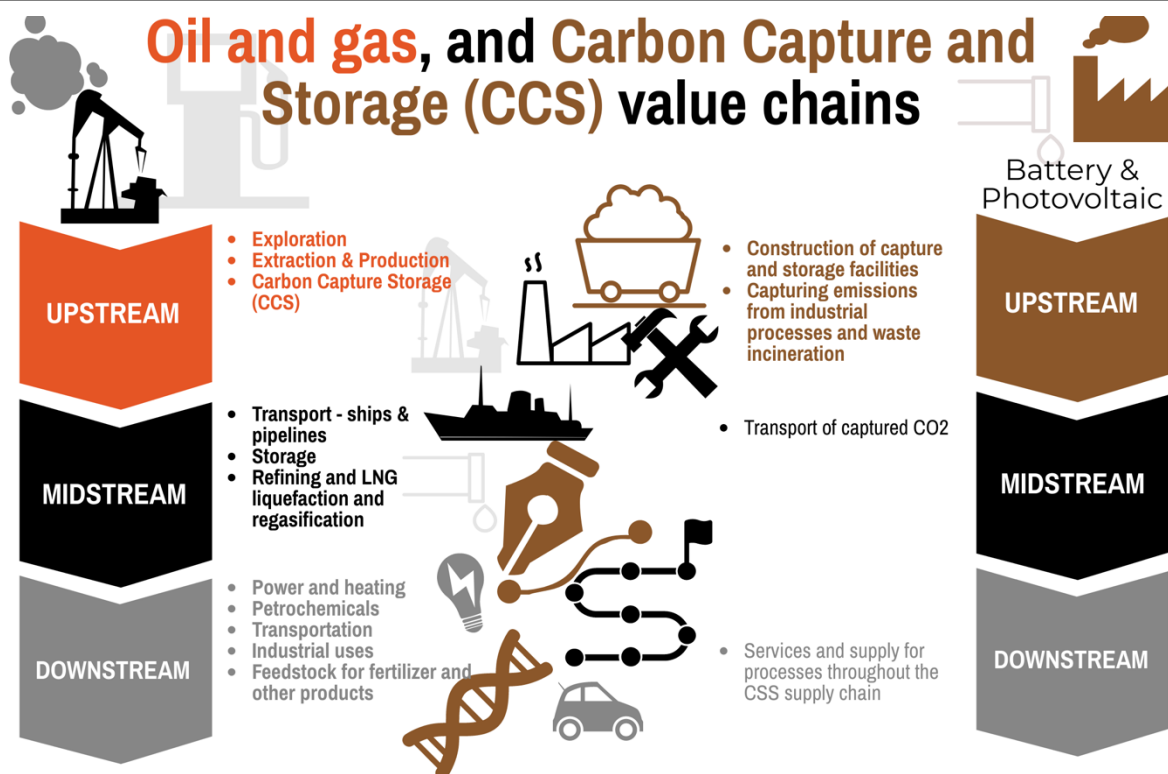 Oil and gas, and Carbon Capture and
Storage (CCS) value chains
Battery &
Photovoltaic
UPSTREAM
• Exploration
• Extraction & Production
• Carbon Capture Storage
(CCS)
• Construction of capture
and storage facilities
• Capturing emissions
from industrial
processes and waste
incineration
UPSTREAM
MIDSTREAM
• Transport - ships &
pipelines
• Storage
• Refining and LNG
liquefaction and
regasification
• Transport of captured CO2
MIDSTREAM
DOWNSTREAM
• Power and heating
• Petrochemicals
• Transportation
• Industrial uses
• Feedstock for fertilizer and
other products
• Services and supply for
processes throughout the
CSS supply chain
DOWNSTREAM